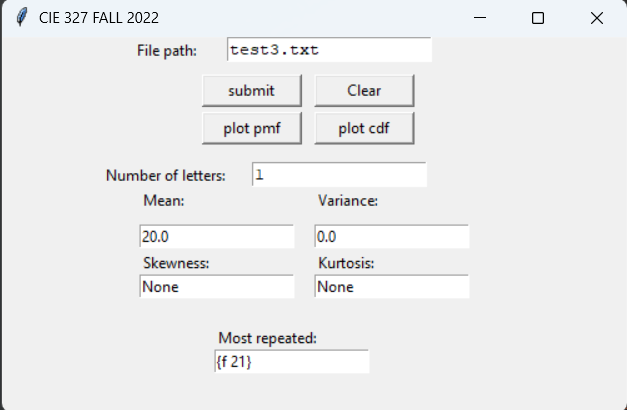 CIE 327 FALL 2022
File path: test3.txt
submit Clear
plot pmf plot cdf
Number of letters: 1
Mean: Variance:
20.0 0.0
Skewness: Kurtosis:
None None
Most repeated:
{f 21}